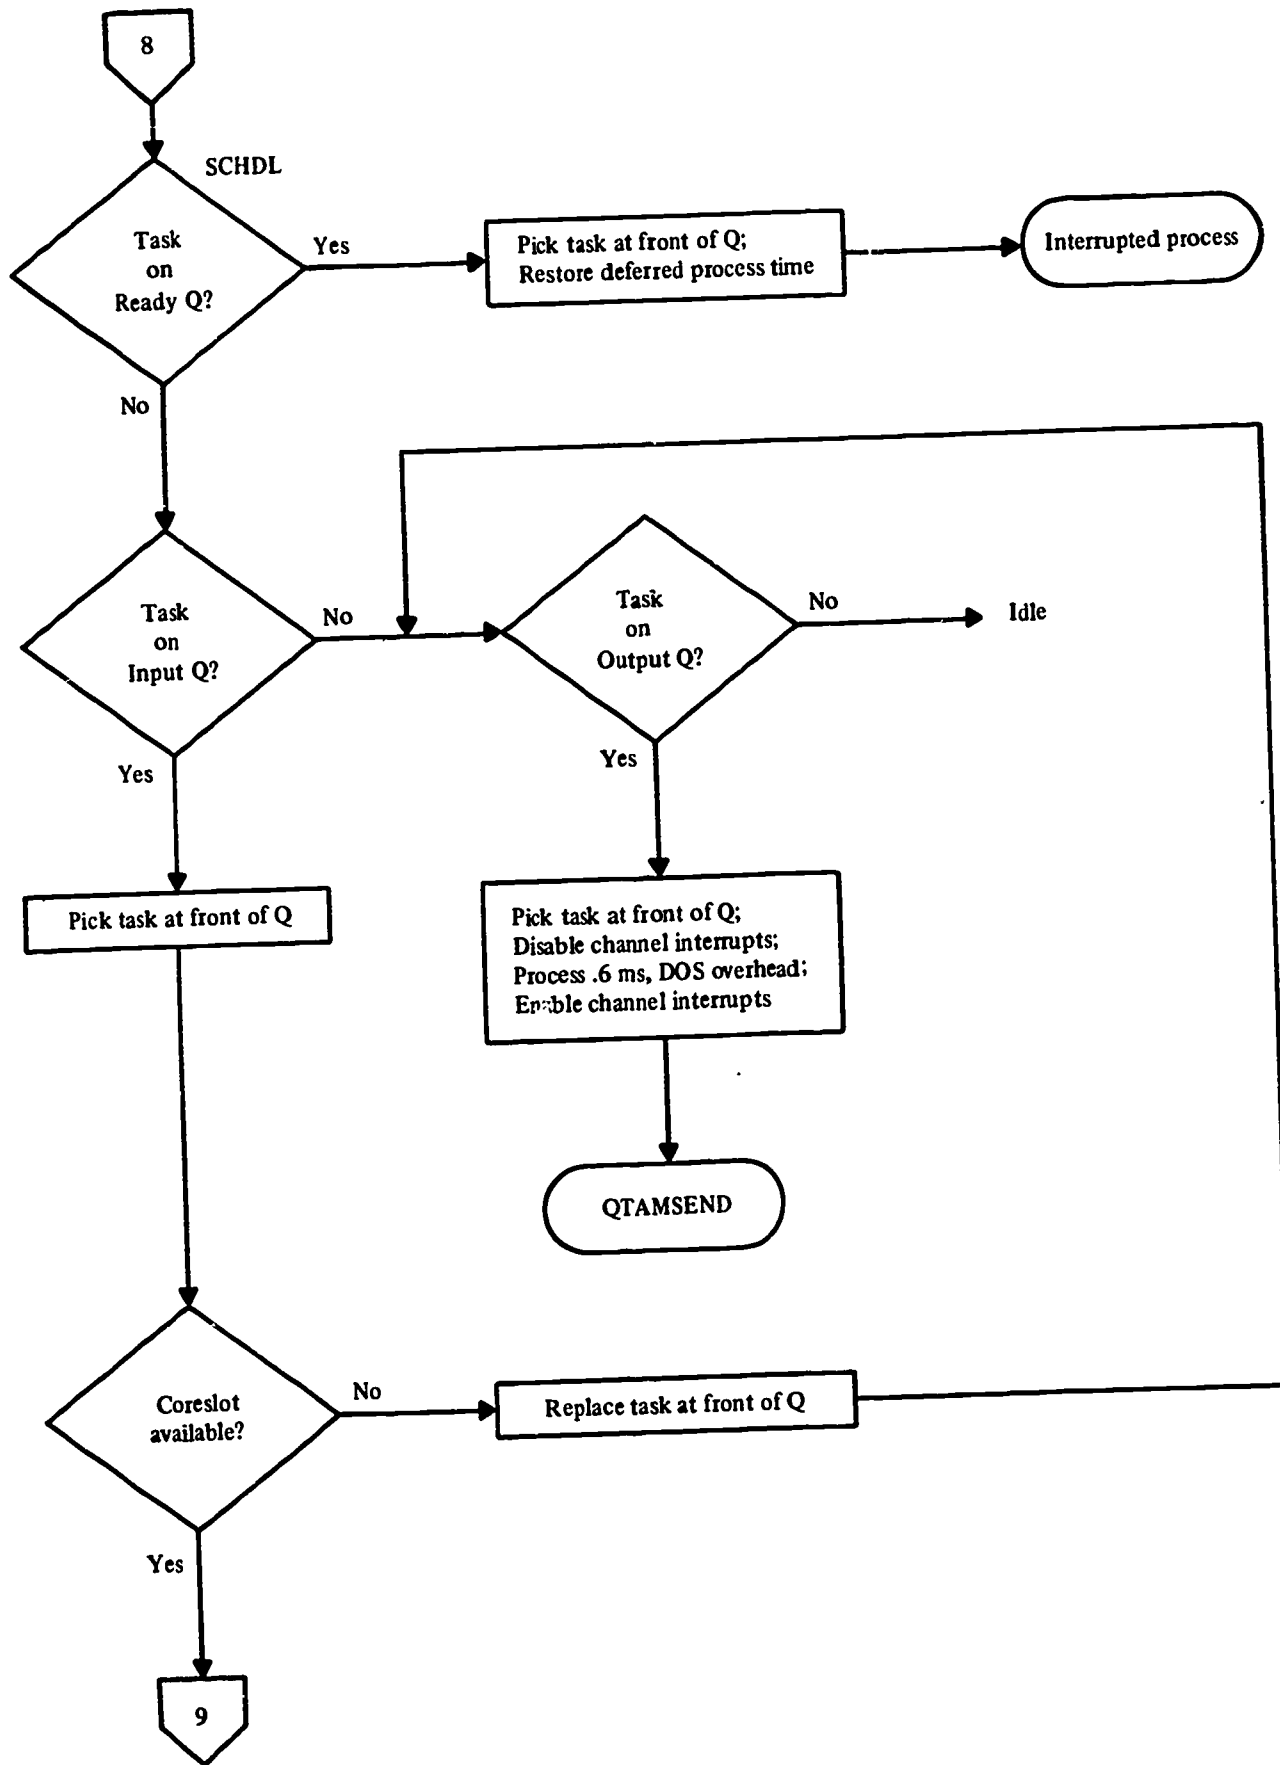 8
SCHDL
Task
on
Ready Q?
Yes
Pick task at front of Q;
Restore deferred process time
Interrupted process
No
Task
on
Input Q?
No
Task
on
Output Q?
No
Idle
Yes
Yes
Pick task at front of Q
Pick task at front of Q;
Disable channel interrupts;
Process .6 ms, DOS overhead;
Enable channel interrupts
QTAMSEND
Coreslot
available?
No
Replace task at front of Q
Yes
9